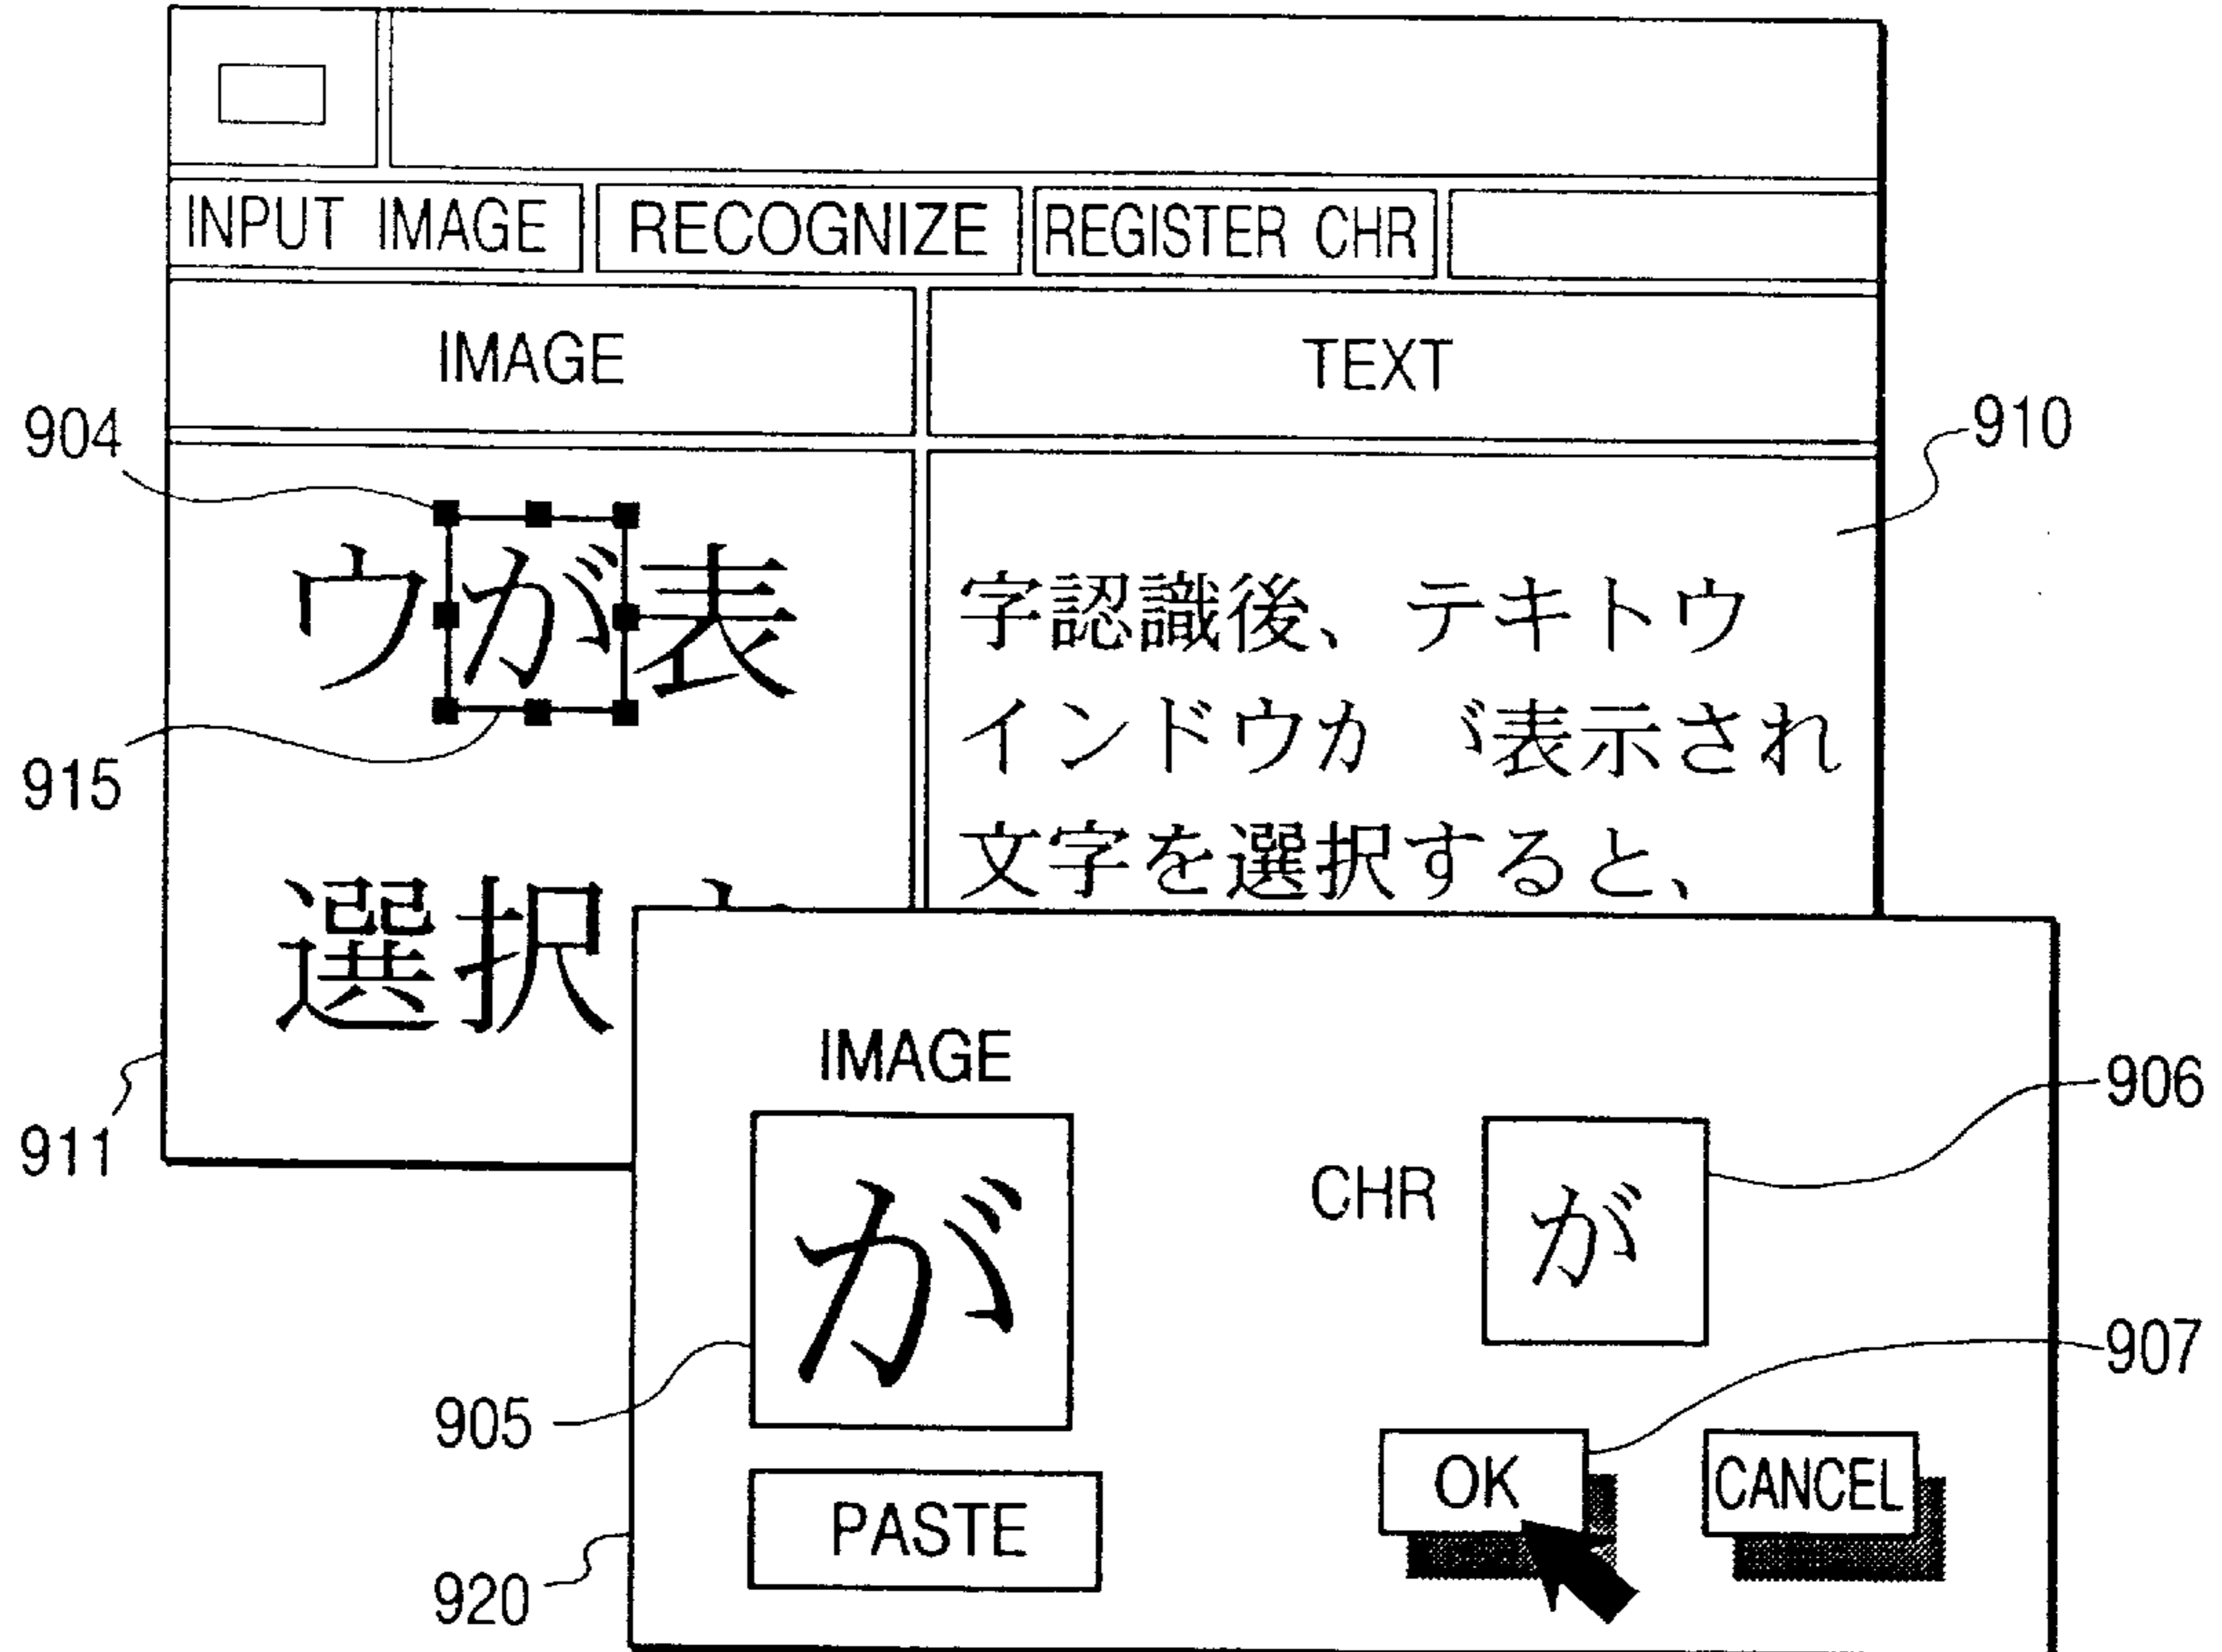 INPUT IMAGE
RECOGNIZE
REGISTER CHR
IMAGE
TEXT
904
910
ウが表
字認識後、テキトウ
インドウか ゛表示され
915
文字を選択すると、
選択
911
IMAGE
906
CHR
が
が
907
905
OK
CANCEL
PASTE
920